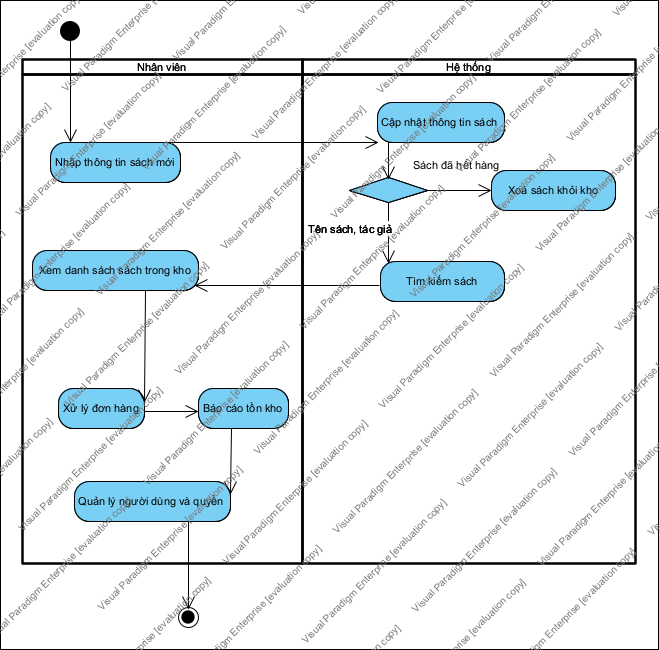 Nhân viên
Hệ thống
Cập nhật thông tin sách
Nhập thông tin sách mới
Sách đã hết hàng
Xoá sách khỏi kho
Tên sách, tác giả
Xem danh sách sách trong kho
Tìm kiếm sách
Xử lý đơn hàng
Báo cáo tồn kho
Quản lý người dùng và quyền
Visual Paradigm Enterprise [evaluation copy]